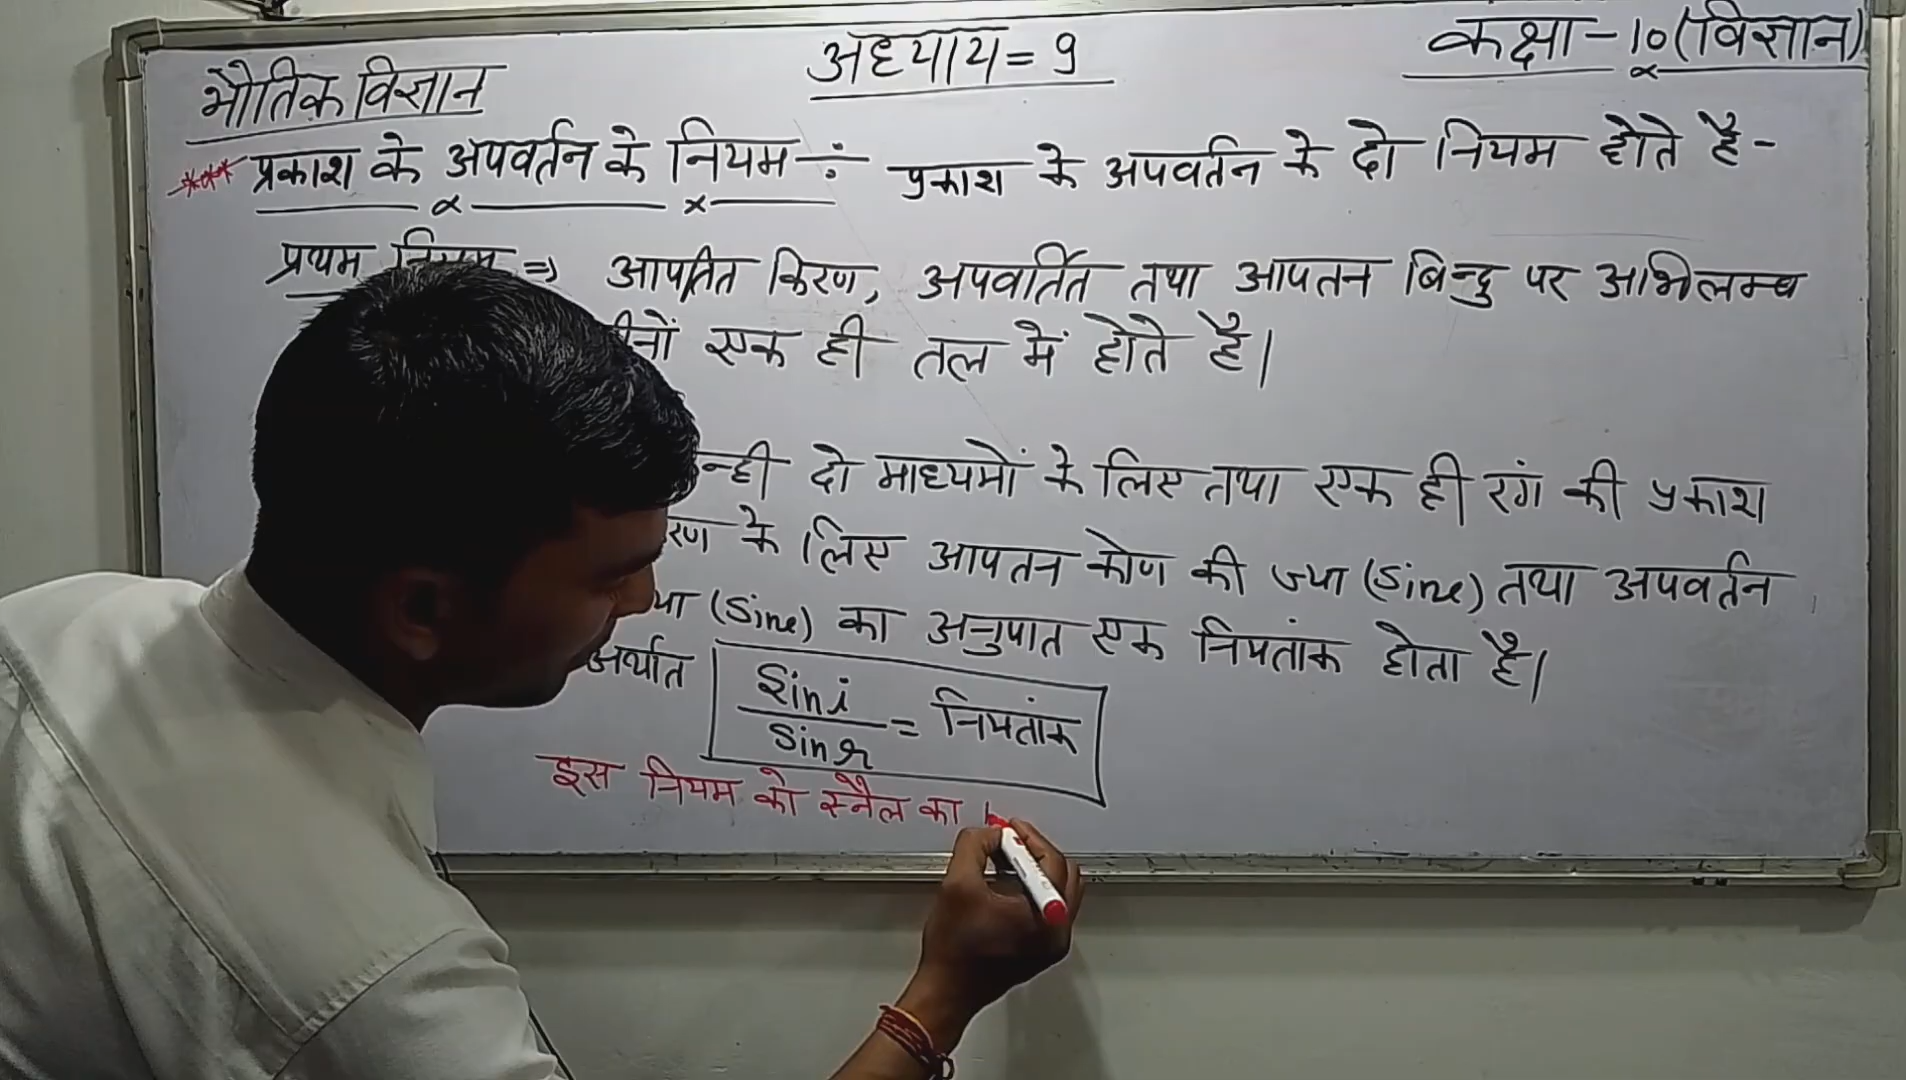 अध्याय = 9
कक्षा - 10 (विज्ञान)
भौतिक विज्ञान
*** प्रकाश के अपवर्तन के नियम ÷ प्रकाश के अपवर्तन के दो नियम होते है -
प्रथम नियम => आपतित किरण, अपवर्तित तथा आपतन बिन्दु पर अभिलम्ब
एक ही तल में होते है।
दो माध्यमों के लिए तथा एक ही रंग की प्रकाश
के लिए आपतन कोण की ज्या (Sine) तथा अपवर्तन
(Sine) का अनुपात एक नियतांक होता है।
अर्थात Sin i / Sin r = नियतांक
इस नियम को स्नैल का